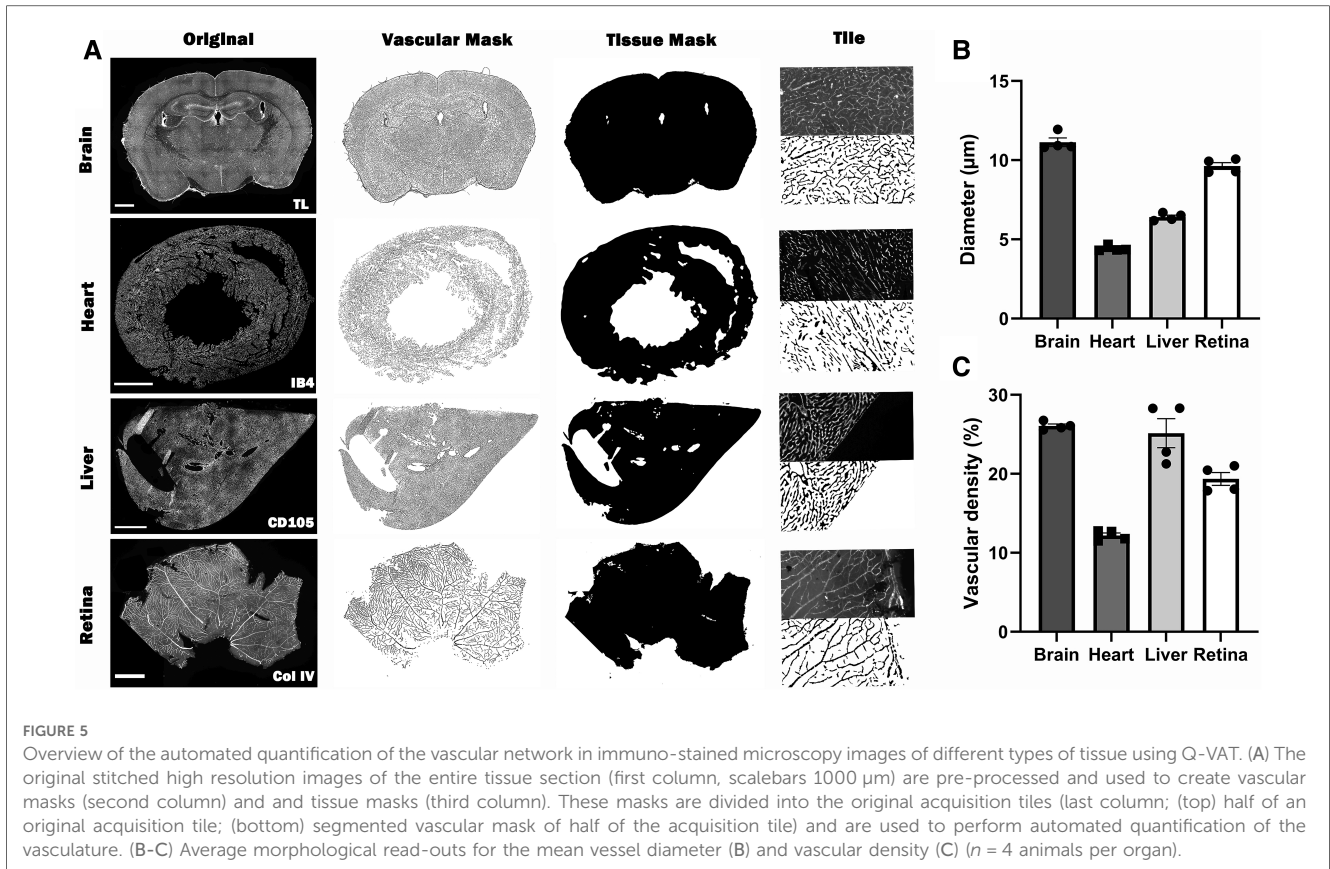 A
Original
Vascular Mask
Tissue Mask
Tile
Brain
TL
Heart
IB4
Liver
CD105
Retina
Col IV
B
Diameter (µm)
15
10
5
0
Brain Heart Liver Retina
C
Vascular density (%)
30
20
10
0
Brain Heart Liver Retina
FIGURE 5
Overview of the automated quantification of the vascular network in immuno-stained microscopy images of different types of tissue using Q-VAT. (A) The
original stitched high resolution images of the entire tissue section (first column, scalebars 1000 µm) are pre-processed and used to create vascular
masks (second column) and and tissue masks (third column). These masks are divided into the original acquisition tiles (last column; (top) half of an
original acquisition tile; (bottom) segmented vascular mask of half of the acquisition tile) and are used to perform automated quantification of the
vasculature. (B-C) Average morphological read-outs for the mean vessel diameter (B) and vascular density (C) (n = 4 animals per organ).